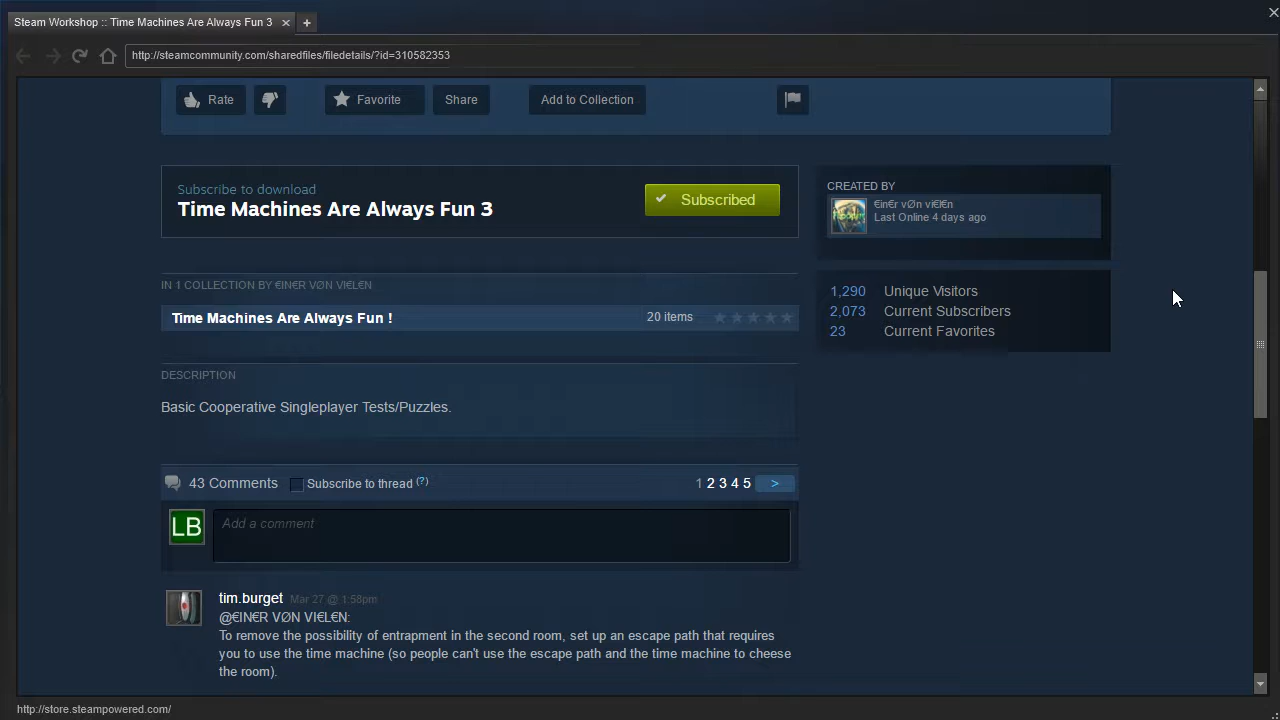 Steam Workshop :: Time Machines Are Always Fun 3
http://steamcommunity.com/sharedfiles/filedetails/?id=310582353
Rate
Favorite
Share
Add to Collection
Subscribe to download
Time Machines Are Always Fun 3
Subscribed
CREATED BY
€in€r vØn vi€l€n
Last Online 4 days ago
1,290 Unique Visitors
2,073 Current Subscribers
23 Current Favorites
IN 1 COLLECTION BY €IN€R VØN VI€L€N
Time Machines Are Always Fun !
20 items
DESCRIPTION
Basic Cooperative Singleplayer Tests/Puzzles.
43 Comments
Subscribe to thread (?)
1 2 3 4 5 >
LB
Add a comment
tim.burget Mar 27 @ 1:58pm
@€IN€R VØN VI€L€N:
To remove the possibility of entrapment in the second room, set up an escape path that requires
you to use the time machine (so people can't use the escape path and the time machine to cheese
the room).
http://store.steampowered.com/